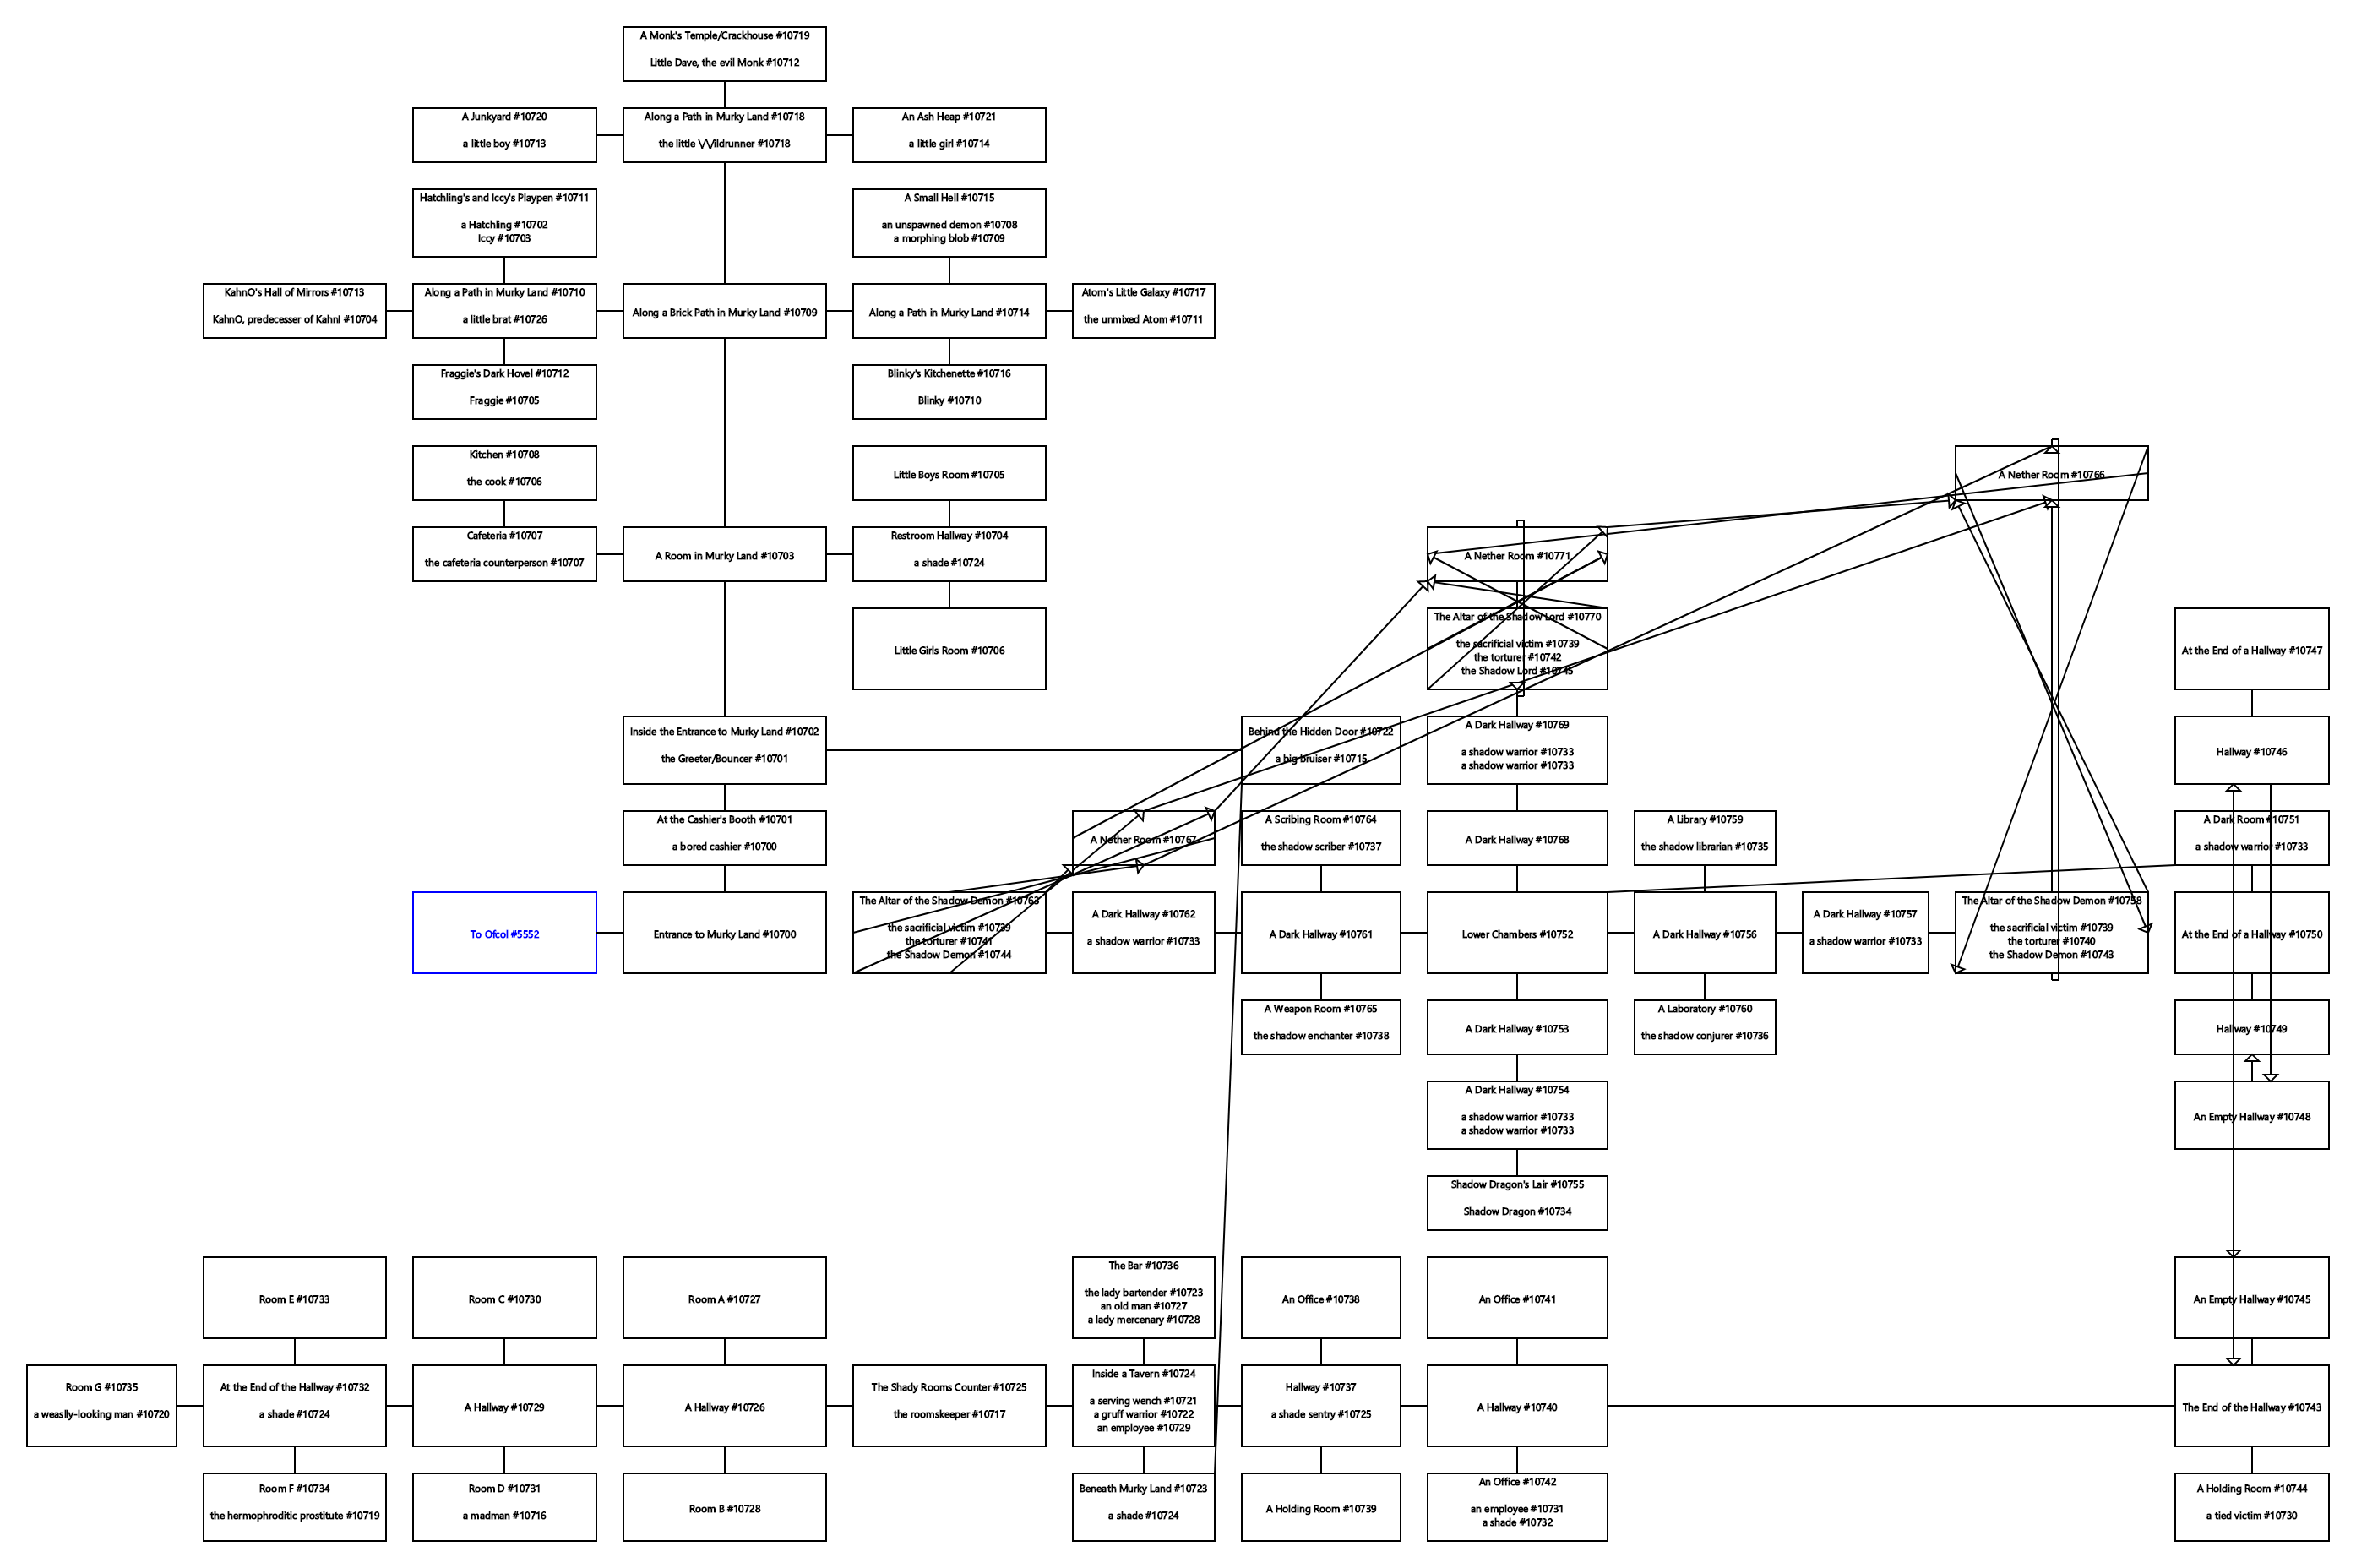 A Monk's Temple/Crackhouse #10719
Little Dave, the evil Monk #10712
A Junkyard #10720
a little boy #10713
Along a Path in Murky Land #10718
the little \/\/ildrunner #10718
An Ash Heap #10721
a little girl #10714
Hatchling's and Iccy's Playpen #10711
a Hatchling #10702
Iccy #10703
A Small Hell #10715
an unspawned demon #10708
a morphing blob #10709
KahnO's Hall of Mirrors #10713
KahnO, predecesser of KahnI #10704
Along a Path in Murky Land #10710
a little brat #10726
Along a Brick Path in Murky Land #10709
Along a Path in Murky Land #10714
Atom's Little Galaxy #10717
the unmixed Atom #10711
Fraggie's Dark Hovel #10712
Fraggie #10705
Blinky's Kitchenette #10716
Blinky #10710
Kitchen #10708
the cook #10706
Little Boys Room #10705
A Nether Room #10766
Cafeteria #10707
the cafeteria counterperson #10707
A Room in Murky Land #10703
Restroom Hallway #10704
a shade #10724
A Nether Room #10771
Little Girls Room #10706
The Altar of the Shadow Lord #10770
the sacrificial victim #10739
the torturer #10742
the Shadow Lord #10745
At the End of a Hallway #10747
Inside the Entrance to Murky Land #10702
the Greeter/Bouncer #10701
Behind the Hidden Door #10722
a big bruiser #10715
A Dark Hallway #10769
a shadow warrior #10733
a shadow warrior #10733
Hallway #10746
At the Cashier's Booth #10701
a bored cashier #10700
A Nether Room #10767
A Scribing Room #10764
the shadow scriber #10737
A Dark Hallway #10768
A Library #10759
the shadow librarian #10735
A Dark Room #10751
a shadow warrior #10733
To Ofcol #5552
Entrance to Murky Land #10700
The Altar of the Shadow Demon #10763
the sacrificial victim #10739
the torturer #10741
the Shadow Demon #10744
A Dark Hallway #10762
a shadow warrior #10733
A Dark Hallway #10761
Lower Chambers #10752
A Dark Hallway #10756
A Dark Hallway #10757
a shadow warrior #10733
The Altar of the Shadow Demon #10758
the sacrificial victim #10739
the torturer #10740
the Shadow Demon #10743
At the End of a Hallway #10750
A Weapon Room #10765
the shadow enchanter #10738
A Dark Hallway #10753
A Laboratory #10760
the shadow conjurer #10736
Hallway #10749
A Dark Hallway #10754
a shadow warrior #10733
a shadow warrior #10733
An Empty Hallway #10748
Shadow Dragon's Lair #10755
Shadow Dragon #10734
Room E #10733
Room C #10730
Room A #10727
The Bar #10736
the lady bartender #10723
an old man #10727
a lady mercenary #10728
An Office #10738
An Office #10741
An Empty Hallway #10745
Room G #10735
a weaslly-looking man #10720
At the End of the Hallway #10732
a shade #10724
A Hallway #10729
A Hallway #10726
The Shady Rooms Counter #10725
the roomskeeper #10717
Inside a Tavern #10724
a serving wench #10721
a gruff warrior #10722
an employee #10729
Hallway #10737
a shade sentry #10725
A Hallway #10740
The End of the Hallway #10743
Room F #10734
the hermophroditic prostitute #10719
Room D #10731
a madman #10716
Room B #10728
Beneath Murky Land #10723
a shade #10724
A Holding Room #10739
An Office #10742
an employee #10731
a shade #10732
A Holding Room #10744
a tied victim #10730